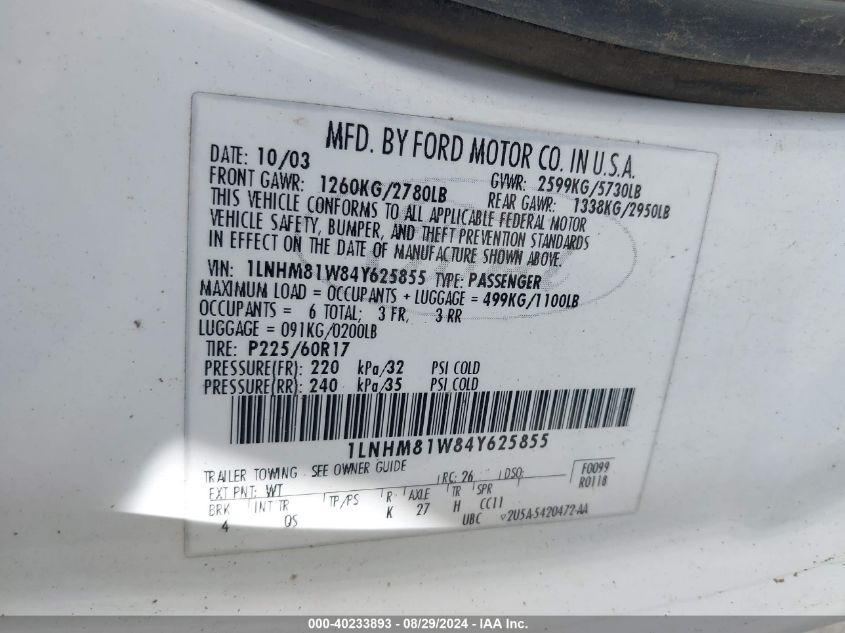 MFD. BY FORD MOTOR CO. IN U.S.A.
DATE: 10/03 GVWR: 2599KG/5730LB
FRONT GAWR: 1260KG/2780LB REAR GAWR: 1338KG/2950LB
THIS VEHICLE CONFORMS TO ALL APPLICABLE FEDERAL MOTOR
VEHICLE SAFETY, BUMPER, AND THEFT PREVENTION STANDARDS
IN EFFECT ON THE DATE OF MANUFACTURE SHOWN ABOVE.
VIN: 1LNHM81W84Y625855 TYPE: PASSENGER
MAXIMUM LOAD = OCCUPANTS + LUGGAGE = 499KG/1100LB
OCCUPANTS = 6 TOTAL; 3 FR, 3 RR
LUGGAGE = 091KG/0200LB
TIRE: P225/60R17
PRESSURE(FR): 220 kPa/32 PSI COLD
PRESSURE(RR): 240 kPa/35 PSI COLD
1LNHM81W84Y625855
TRAILER TOWING - SEE OWNER GUIDE
EXT PNT: WT RC: 26 DSO: F0099
R0118
BRK INT TR TP/PS R AXLE TR SPR
4 QS K 27 H CC11
UBC 2U5A-5420472-AA
000-40233893 - 08/29/2024 - IAA Inc.